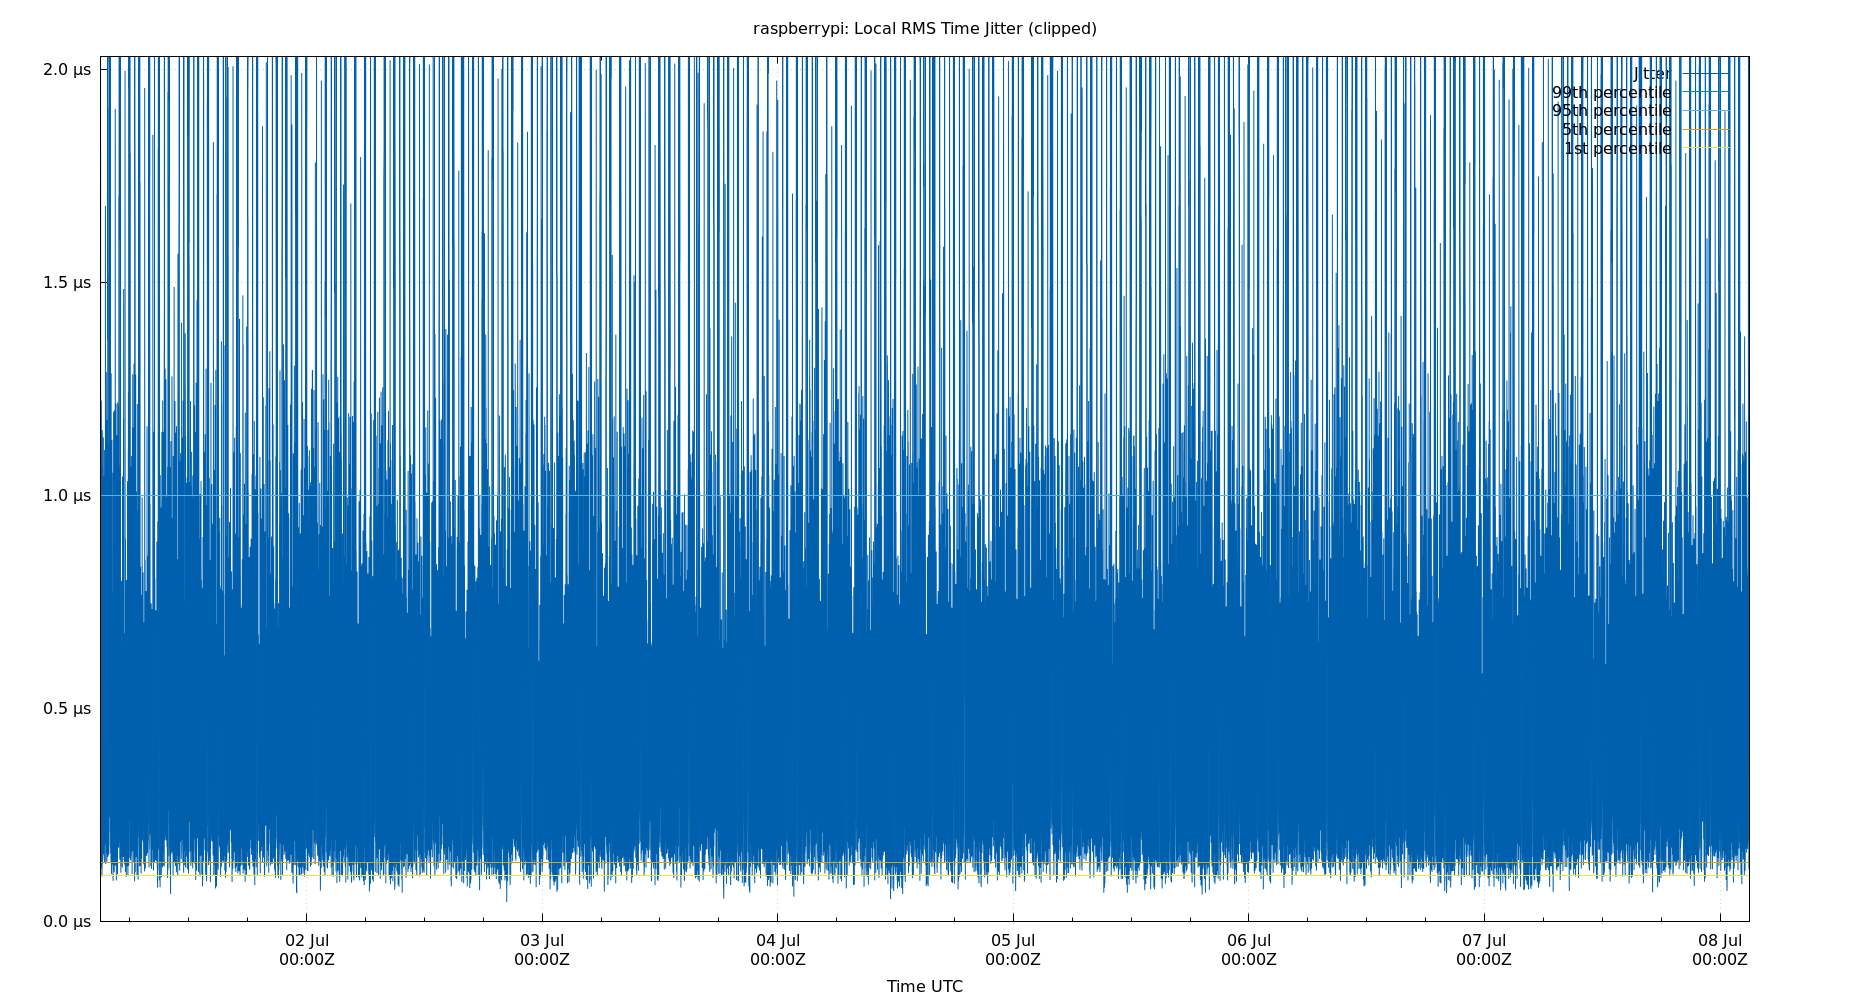 raspberrypi: Local RMS Time Jitter (clipped)
2.0 µs
1.5 µs
1.0 µs
0.5 µs
0.0 µs
Jitter
99th percentile
95th percentile
5th percentile
1st percentile
02 Jul 03 Jul 04 Jul 05 Jul 06 Jul 07 Jul 08 Jul
00:00Z 00:00Z 00:00Z 00:00Z 00:00Z 00:00Z 00:00Z
Time UTC